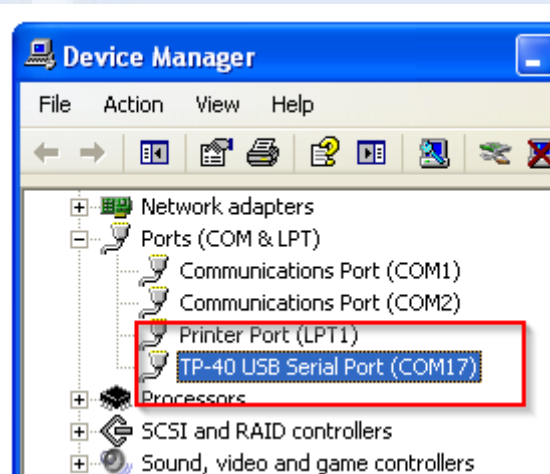 Device Manager
File Action View Help
Network adapters
Ports (COM & LPT)
Communications Port (COM1)
Communications Port (COM2)
Printer Port (LPT1)
TP-40 USB Serial Port (COM17)
Processors
SCSI and RAID controllers
Sound, video and game controllers